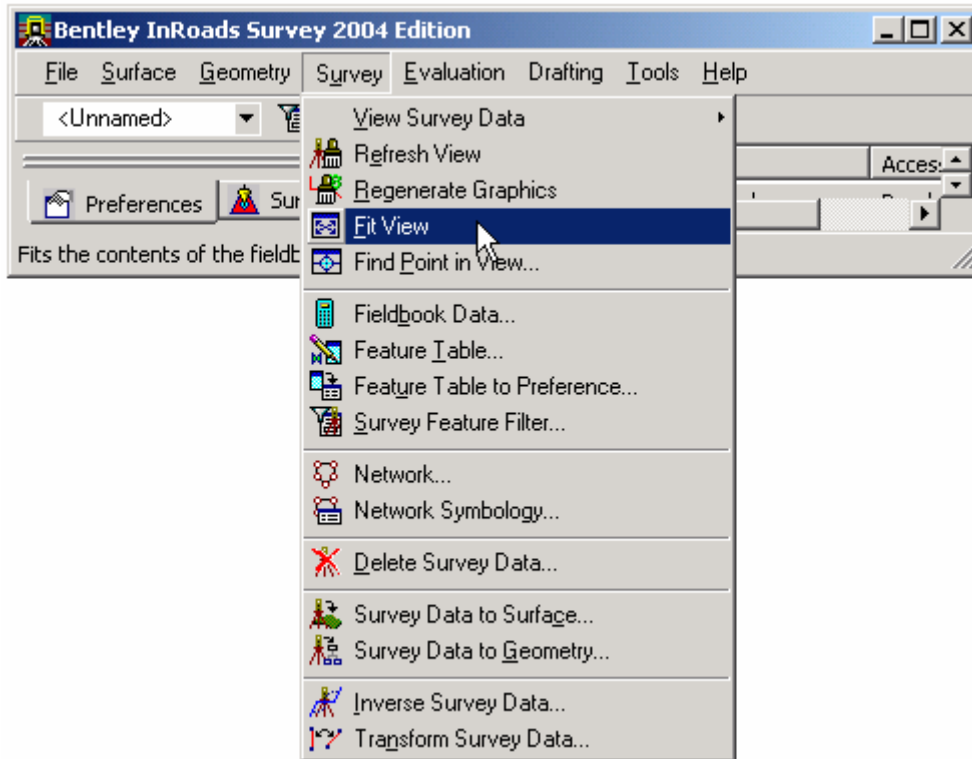 Bentley InRoads Survey 2004 Edition
File Surface Geometry Survey Evaluation Drafting Tools Help
<Unnamed>
View Survey Data
Refresh View
Regenerate Graphics
Fit View
Find Point in View...
Fieldbook Data...
Feature Table...
Feature Table to Preference...
Survey Feature Filter...
Network...
Network Symbology...
Delete Survey Data...
Survey Data to Surface...
Survey Data to Geometry...
Inverse Survey Data...
Transform Survey Data...
Acces
Preferences Sur
Fits the contents of the fieldb